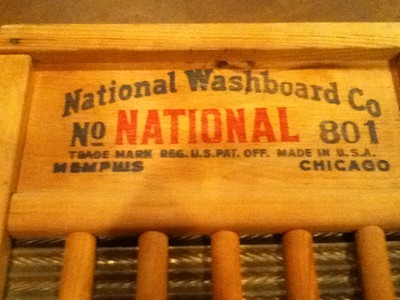 National Washboard Co
No NATIONAL 801
TRADE MARK REG. U.S. PAT. OFF. MADE IN U.S.A.
MEMPHIS CHICAGO